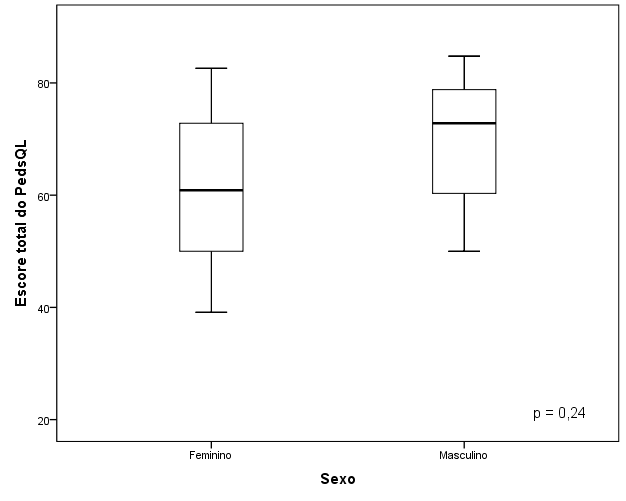 Escore total do PedsQL
80
60
40
20
p = 0,24
Feminino
Masculino
Sexo